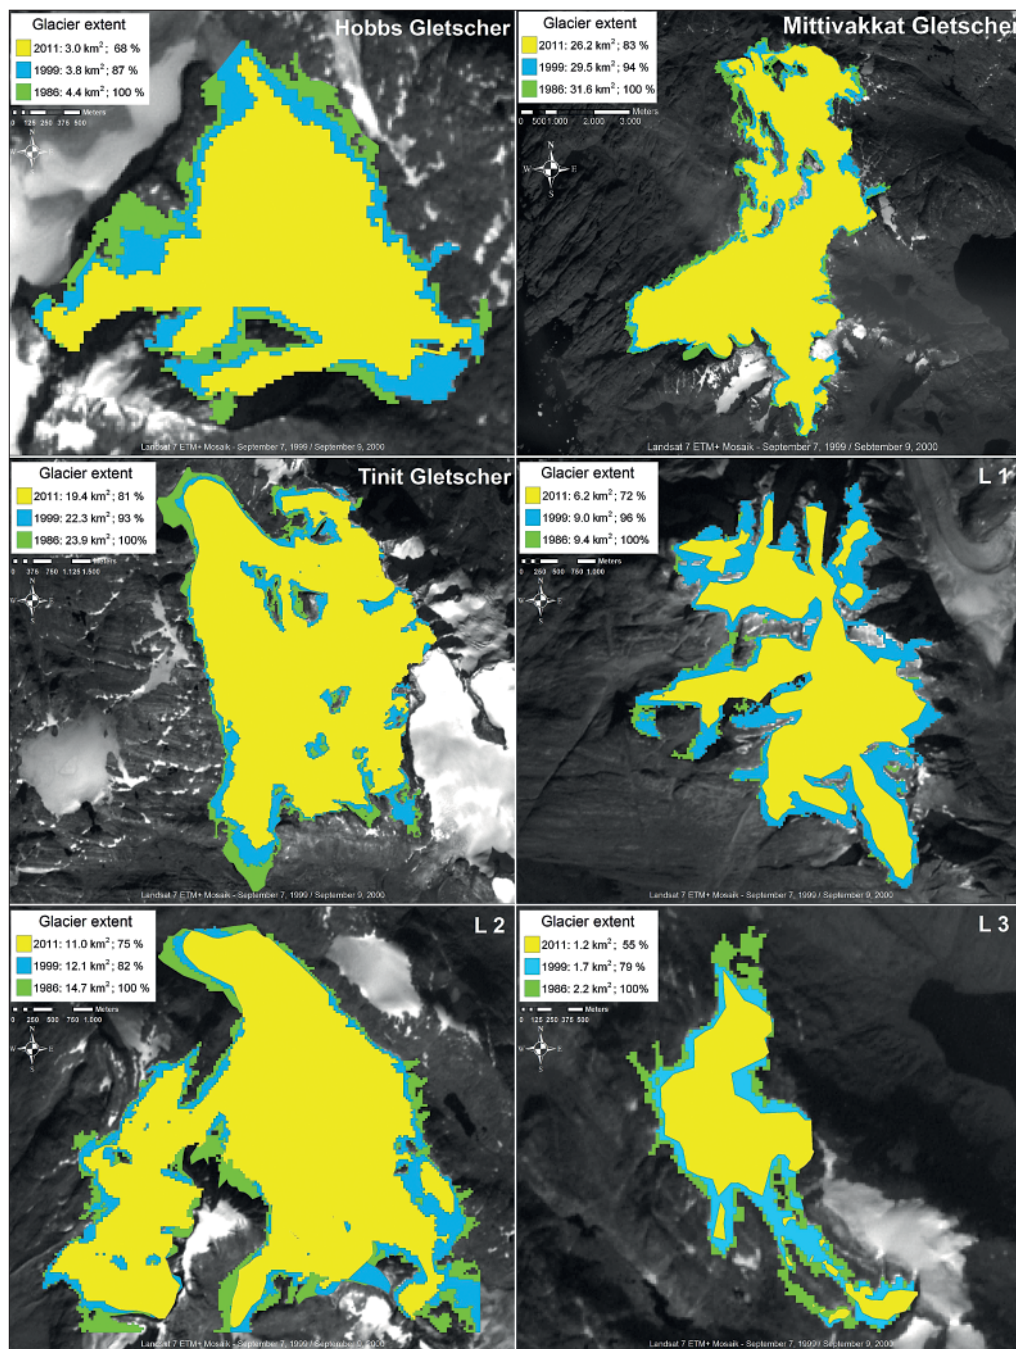 Glacier extent
2011: 3.0 km²; 68 %
1999: 3.8 km²; 87 %
1986: 4.4 km²; 100 %
Meters
0 125 250 375 500
N
W E
S
Hobbs Gletscher
Landsat 7 ETM+ Mosaik - September 7, 1999 / September 9, 2000
Glacier extent
2011: 26.2 km²; 83 %
1999: 29.5 km²; 94 %
1986: 31.6 km²; 100 %
Meters
0 500 1.000 2.000 3.000
N
W E
S
Mittivakkat Gletscher
Landsat 7 ETM+ Mosaik - September 7, 1999 / Sebtember 9, 2000
Glacier extent
2011: 19.4 km²; 81 %
1999: 22.3 km²; 93 %
1986: 23.9 km²; 100%
Meters
0 375 750 1.125 1.500
N
W E
S
Tinit Gletscher
Landsat 7 ETM+ Mosaik - September 7, 1999 / September 9, 2000
Glacier extent
2011: 6.2 km²; 72 %
1999: 9.0 km²; 96 %
1986: 9.4 km²; 100%
Meters
0 250 500 750 1.000
N
W E
S
L 1
Landsat 7 ETM+ Mosaik - September 7, 1999 / September 9, 2000
Glacier extent
2011: 11.0 km²; 75 %
1999: 12.1 km²; 82 %
1986: 14.7 km²; 100 %
Meters
0 250 500 750 1.000
N
W E
S
L 2
Landsat 7 ETM+ Mosaik - September 7, 1999 / September 9, 2000
Glacier extent
2011: 1.2 km²; 55 %
1999: 1.7 km²; 79 %
1986: 2.2 km²; 100%
Meters
0 125 250 375 500
N
W E
S
L 3
Landsat 7 ETM+ Mosaik - September 7, 1999 / September 9, 2000